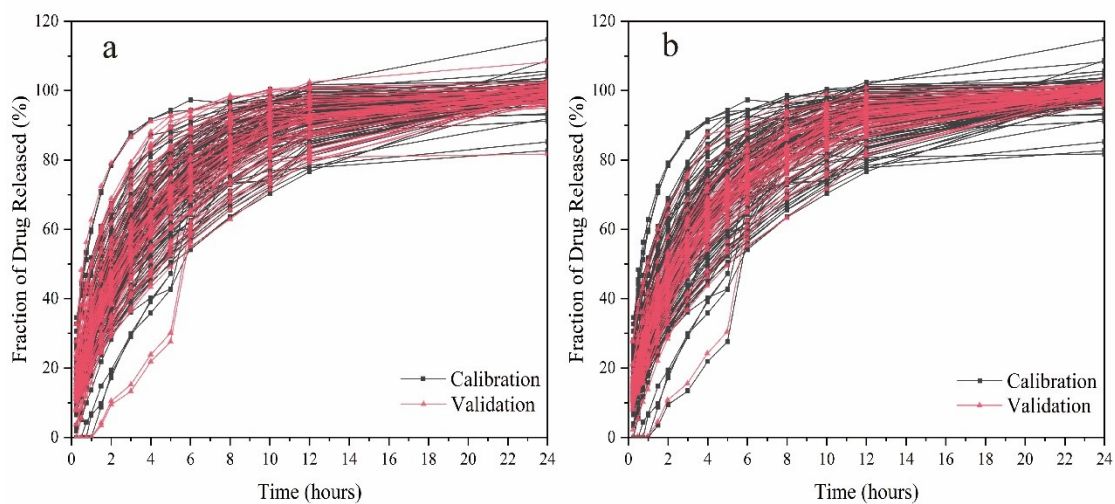 a
120
100
80
60
40
20
0
Fraction of Drug Released (%)
Calibration
Validation
0 2 4 6 8 10 12 14 16 18 20 22 24
Time (hours)
b
120
100
80
60
40
20
0
Fraction of Drug Released (%)
Calibration
Validation
0 2 4 6 8 10 12 14 16 18 20 22 24
Time (hours)